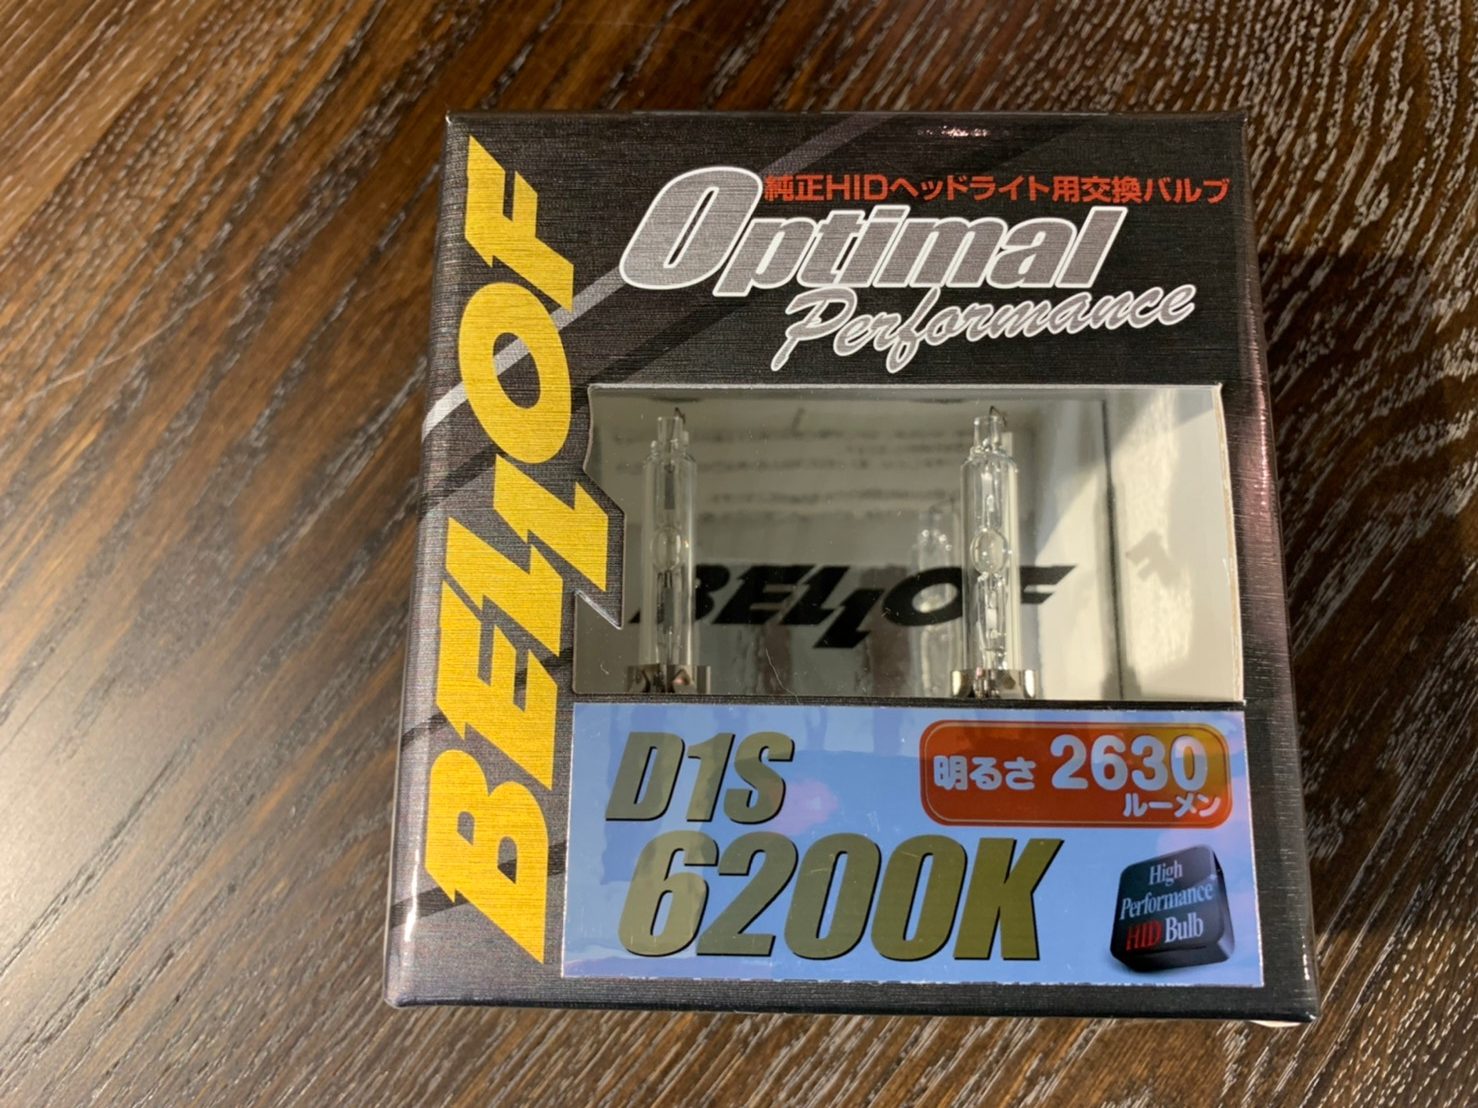 BELLOF
純正HIDヘッドライト用交換バルブ
Optimal
Performance
BELLOF
D1S
6200K
明るさ 2630
ルーメン
High
Performance
HID Bulb